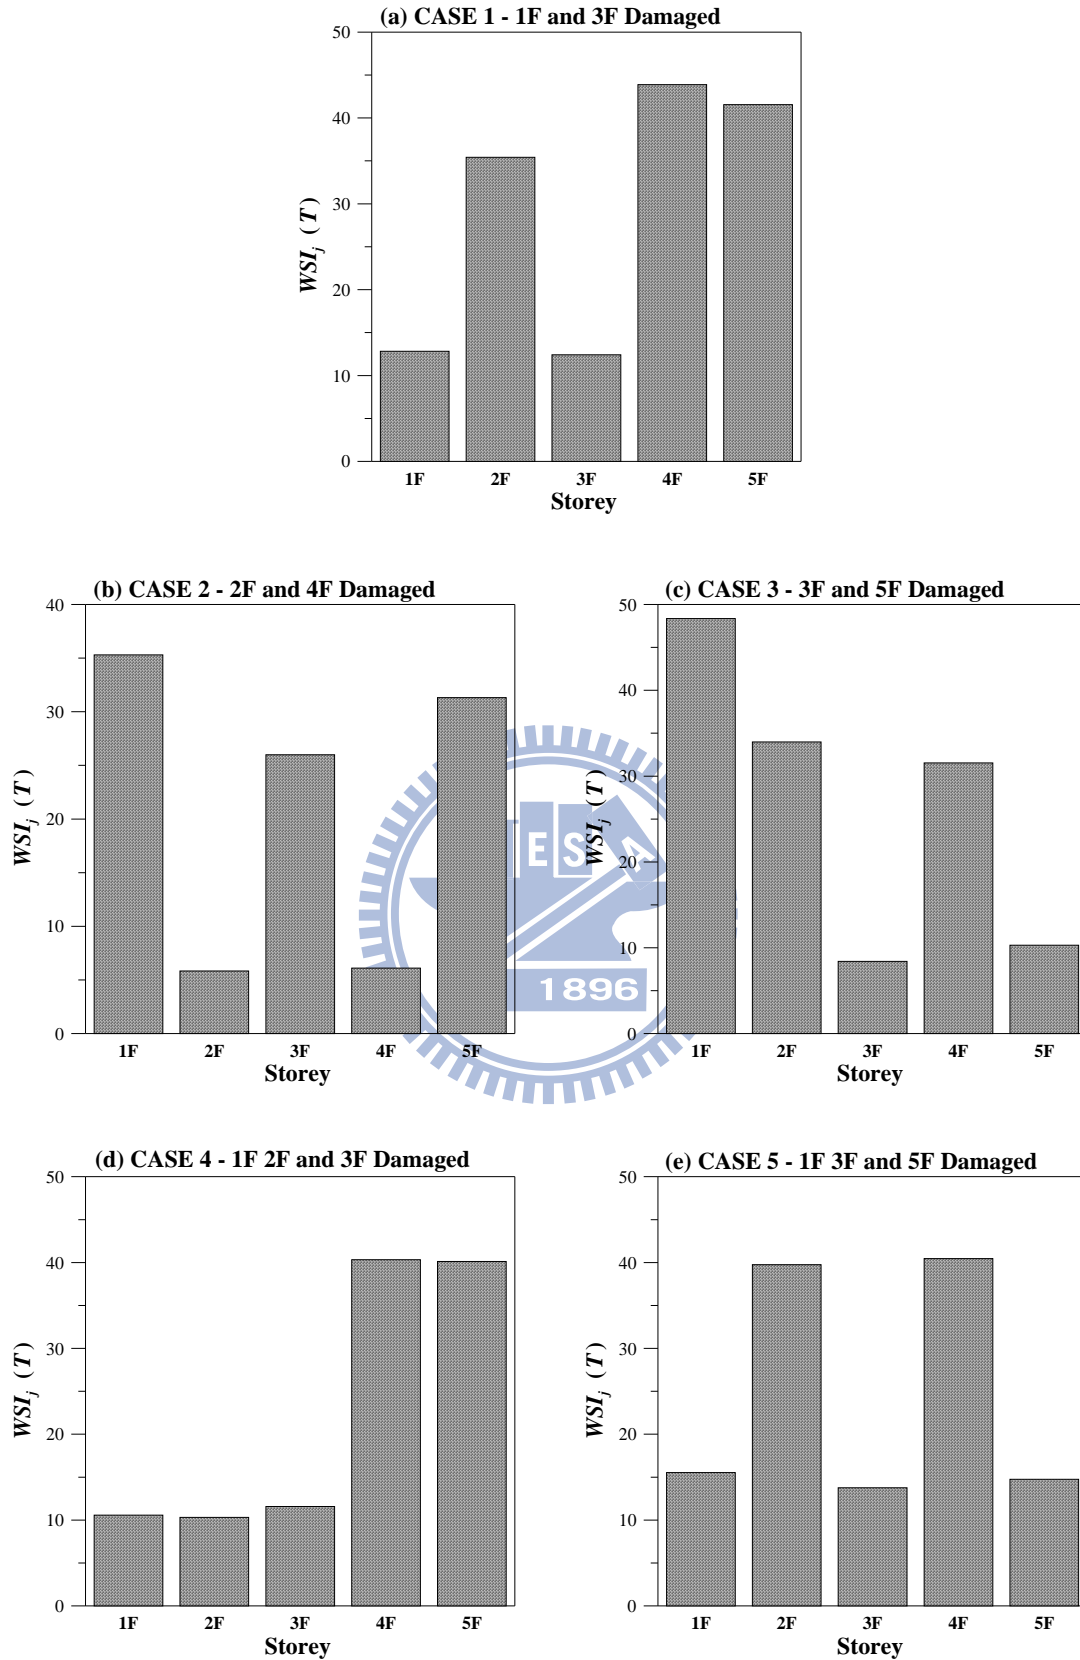 (a) CASE 1 - 1F and 3F Damaged
50
40
30
20
10
0
WSIj (T)
1F 2F 3F 4F 5F
Storey
(b) CASE 2 - 2F and 4F Damaged
40
30
20
10
0
WSIj (T)
1F 2F 3F 4F 5F
Storey
(c) CASE 3 - 3F and 5F Damaged
50
40
30
20
10
0
WSIj (T)
1F 2F 3F 4F 5F
Storey
E S A
1896
(d) CASE 4 - 1F 2F and 3F Damaged
50
40
30
20
10
0
WSIj (T)
1F 2F 3F 4F 5F
Storey
(e) CASE 5 - 1F 3F and 5F Damaged
50
40
30
20
10
0
WSIj (T)
1F 2F 3F 4F 5F
Storey